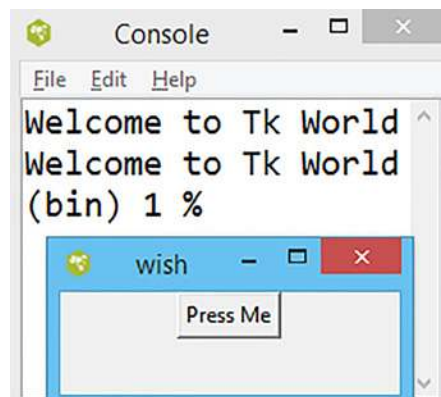 Console
File Edit Help
Welcome to Tk World
Welcome to Tk World
(bin) 1 %
wish
Press Me